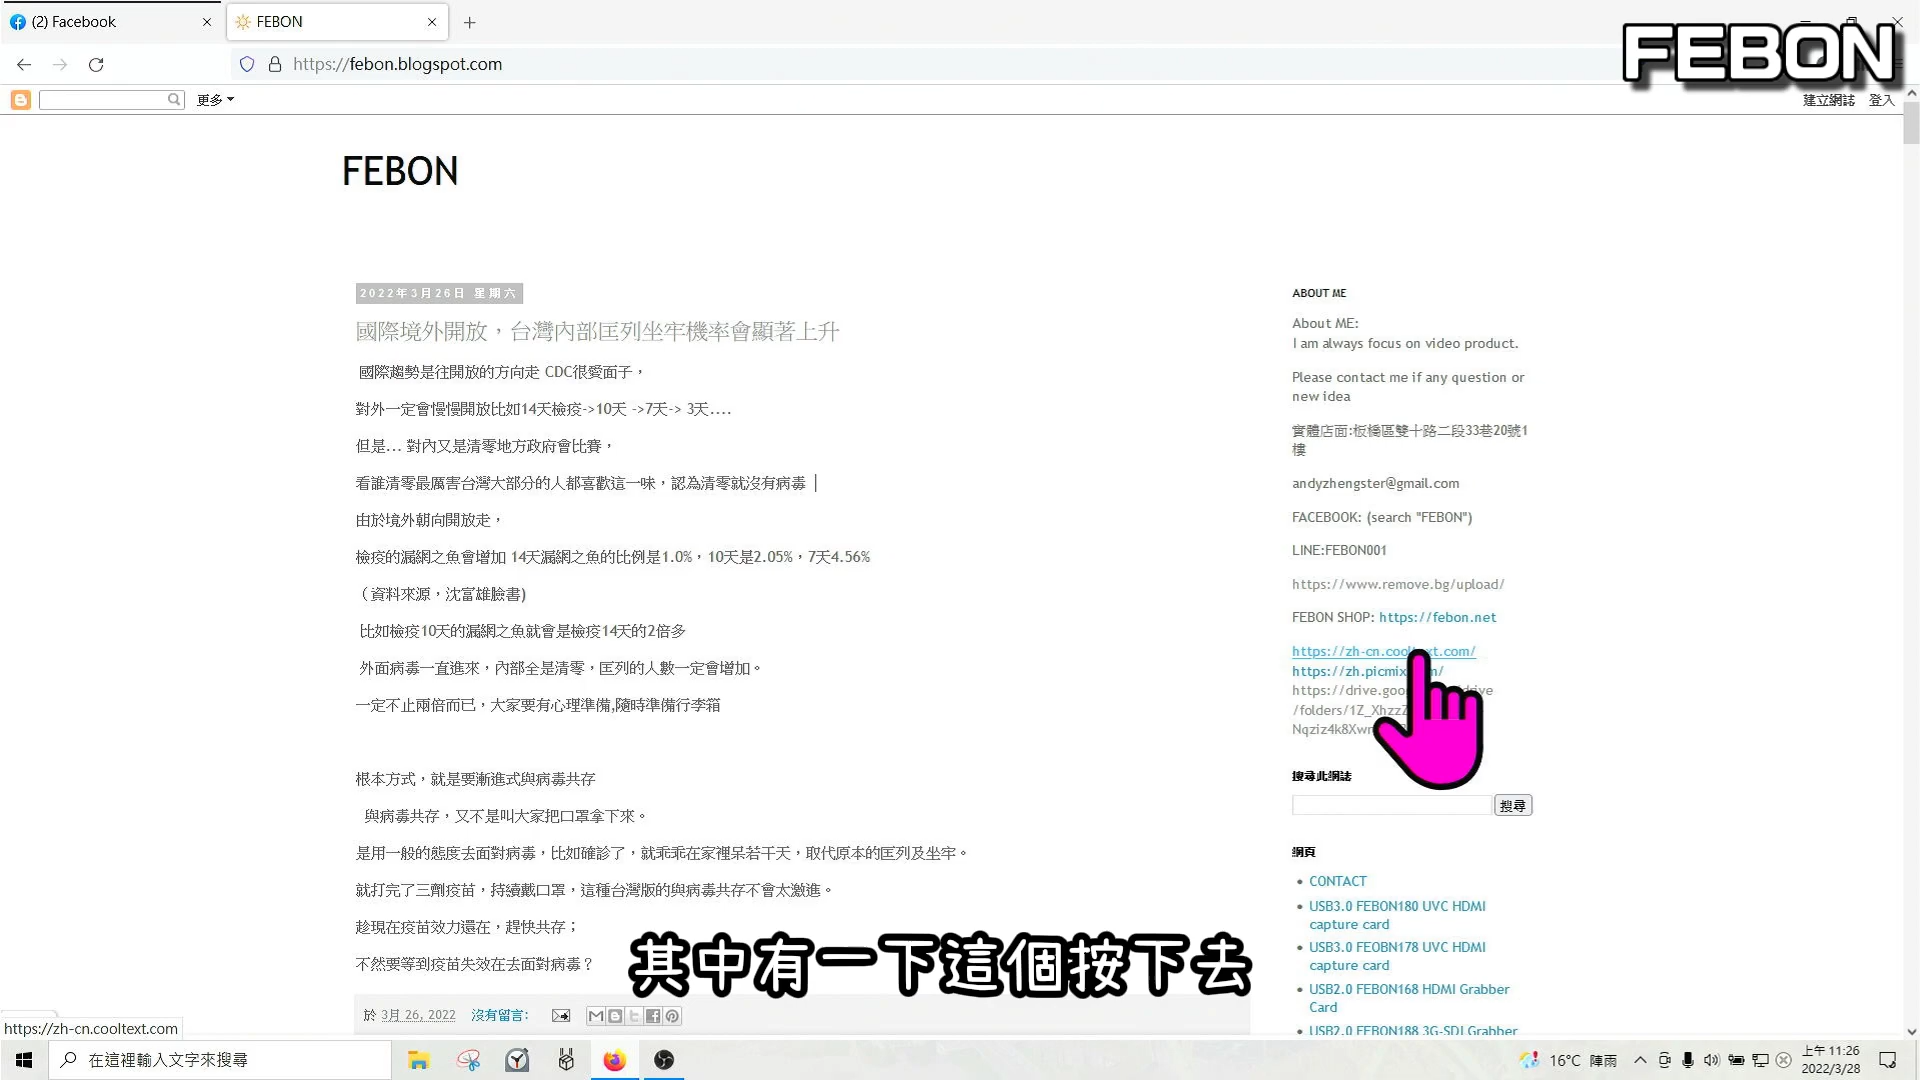 (2) Facebook
FEBON
https://febon.blogspot.com
FEBON
更多
建立網誌 登入
FEBON
2022年3月26日 星期六
國際境外開放，台灣內部匡列坐牢機率會顯著上升
國際趨勢是往開放的方向走 CDC很愛面子，
對外一定會慢慢開放比如14天檢疫->10天 ->7天-> 3天....
但是... 對內又是清零地方政府會比賽，
看誰清零最厲害台灣大部分的人都喜歡這一味，認為清零就沒有病毒
由於境外朝向開放走，
檢疫的漏網之魚會增加 14天漏網之魚的比例是1.0%，10天是2.05%，7天4.56%
（資料來源，沈富雄臉書)
比如檢疫10天的漏網之魚就會是檢疫14天的2倍多
外面病毒一直進來，內部全是清零，匡列的人數一定會增加。
一定不止兩倍而已，大家要有心理準備,隨時準備行李箱
根本方式，就是要漸進式與病毒共存
與病毒共存，又不是叫大家把口罩拿下來。
是用一般的態度去面對病毒，比如確診了，就乖乖在家裡呆若干天，取代原本的匡列及坐牢。
就打完了三劑疫苗，持續戴口罩，這種台灣版的與病毒共存不會太激進。
趁現在疫苗效力還在，趕快共存；
不然要等到疫苗失效在去面對病毒？
於 3月 26, 2022 沒有留言:
ABOUT ME
About ME:
I am always focus on video product.
Please contact me if any question or
new idea
實體店面:板橋區雙十路二段33巷20號1
樓
andyzhengster@gmail.com
FACEBOOK: (search "FEBON")
LINE:FEBON001
https://www.remove.bg/upload/
FEBON SHOP: https://febon.net
https://zh-cn.cooltext.com/
https://zh.picmix
https://drive.goo
/folders/1Z_Xhzz
Nqziz4k8Xw
搜尋此網誌
搜尋
網頁
CONTACT
USB3.0 FEBON180 UVC HDMI
capture card
USB3.0 FEOBN178 UVC HDMI
capture card
USB2.0 FEBON168 HDMI Grabber
Card
USB2.0 FEBON188 3G-SDI Grabber
其中有一下這個按下去
https://zh-cn.cooltext.com
在這裡輸入文字來搜尋
16°C 陣雨
上午 11:26
2022/3/28